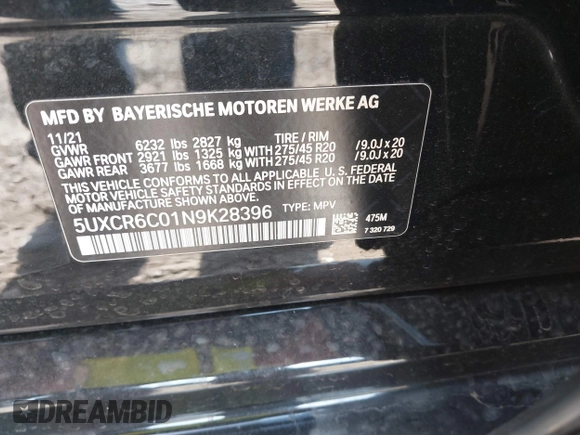 MFD BY BAYERISCHE MOTOREN WERKE AG
11/21
GVWR 6232 lbs 2827 kg TIRE / RIM
GAWR FRONT 2921 lbs 1325 kg WITH 275/45 R20 / 9.0J x 20
GAWR REAR 3677 lbs 1668 kg WITH 275/45 R20 / 9.0J x 20
THIS VEHICLE CONFORMS TO ALL APPLICABLE U. S. FEDERAL
MOTOR VEHICLE SAFETY STANDARDS IN EFFECT ON THE DATE
OF MANUFACTURE SHOWN ABOVE.
5UXCR6C01N9K28396 TYPE: MPV
475M
7 320 729
DREAMBID